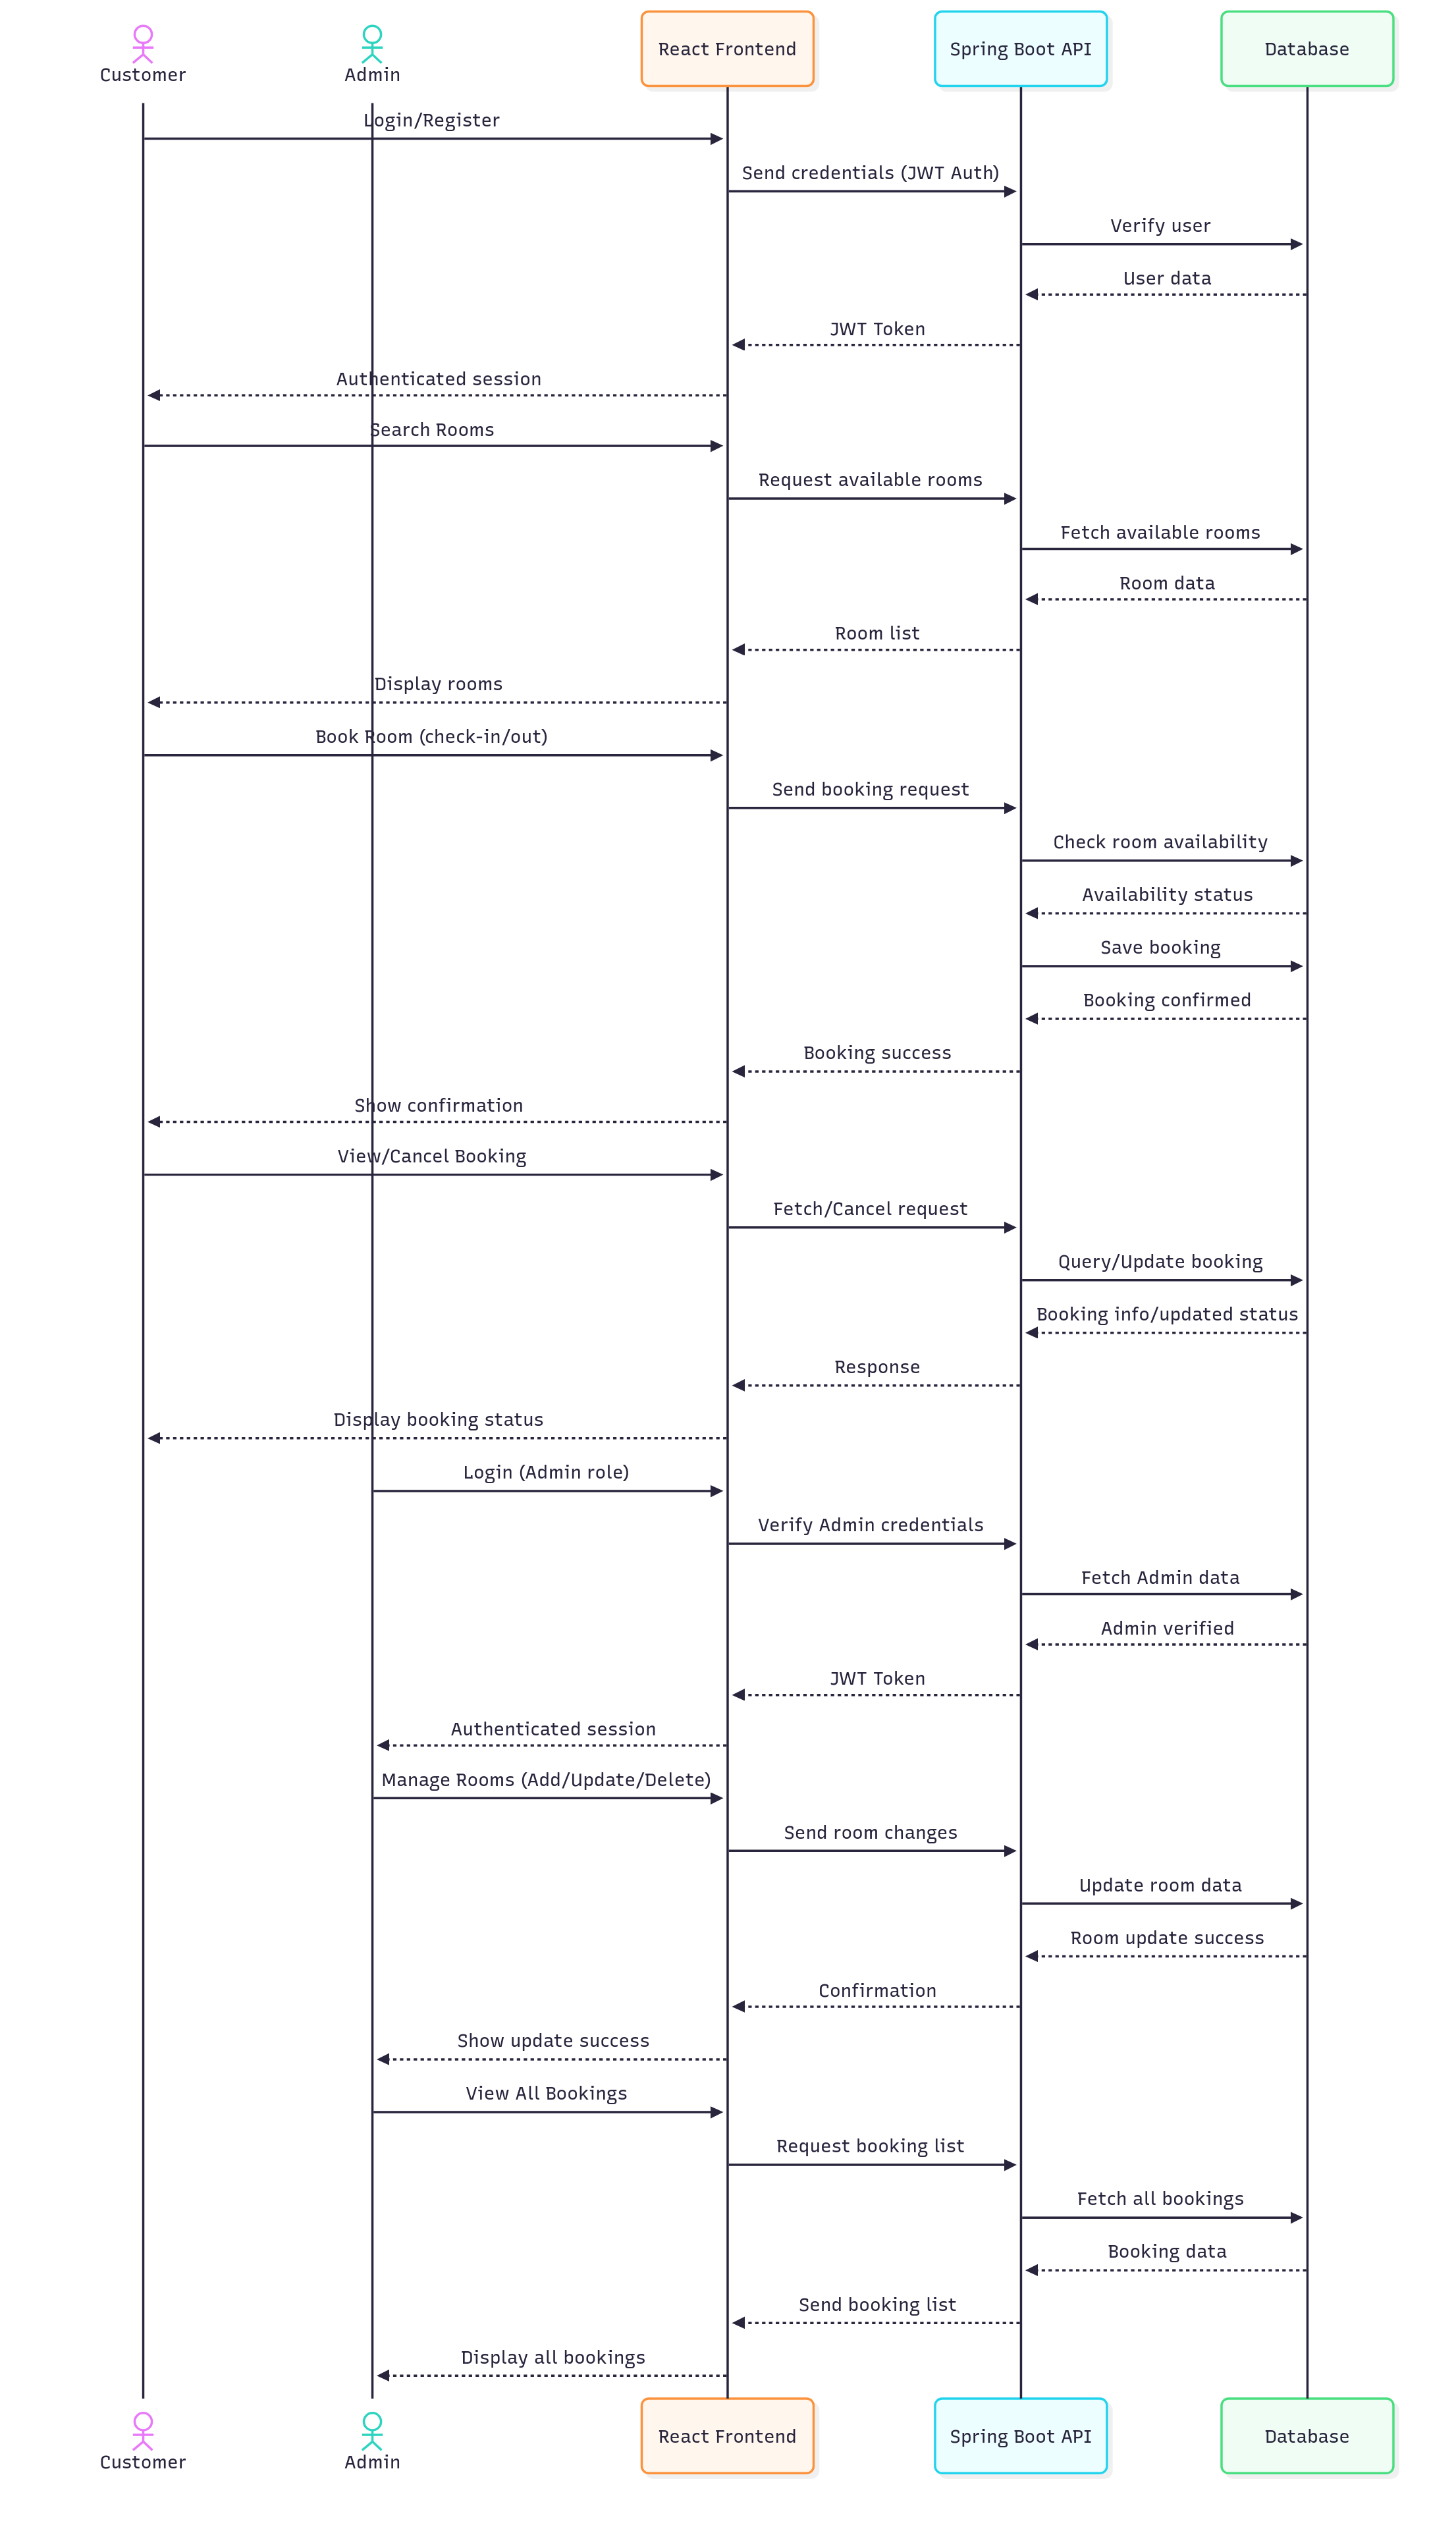 Customer
Admin
React Frontend
Spring Boot API
Database
Login/Register
Send credentials (JWT Auth)
Verify user
User data
JWT Token
Authenticated session
Search Rooms
Request available rooms
Fetch available rooms
Room data
Room list
Display rooms
Book Room (check-in/out)
Send booking request
Check room availability
Availability status
Save booking
Booking confirmed
Booking success
Show confirmation
View/Cancel Booking
Fetch/Cancel request
Query/Update booking
Booking info/updated status
Response
Display booking status
Login (Admin role)
Verify Admin credentials
Fetch Admin data
Admin verified
JWT Token
Authenticated session
Manage Rooms (Add/Update/Delete)
Send room changes
Update room data
Room update success
Confirmation
Show update success
View All Bookings
Request booking list
Fetch all bookings
Booking data
Send booking list
Display all bookings
Customer
Admin
React Frontend
Spring Boot API
Database